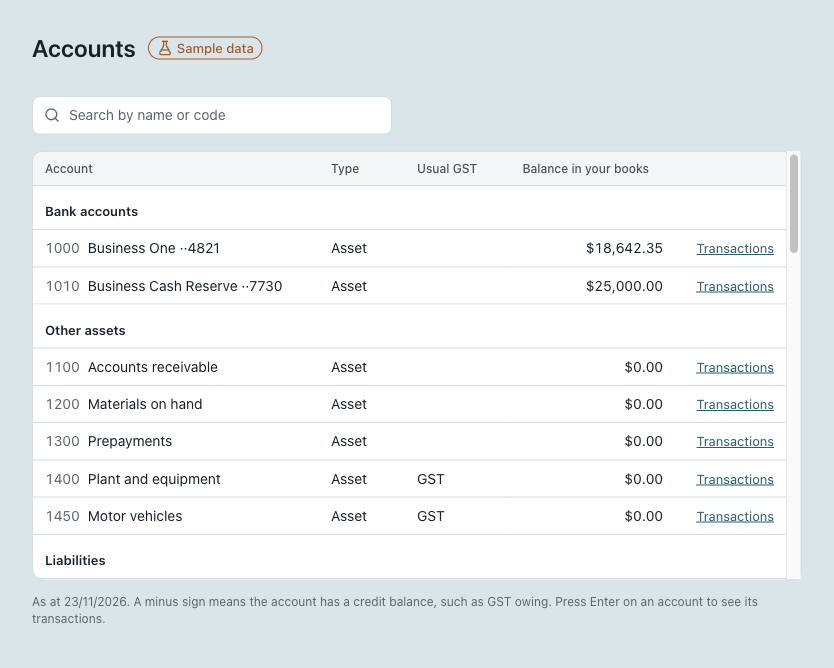 Accounts
Sample data
Search by name or code
Account Type Usual GST Balance in your books
Bank accounts
1000 Business One ··4821 Asset $18,642.35 Transactions
1010 Business Cash Reserve ··7730 Asset $25,000.00 Transactions
Other assets
1100 Accounts receivable Asset $0.00 Transactions
1200 Materials on hand Asset $0.00 Transactions
1300 Prepayments Asset $0.00 Transactions
1400 Plant and equipment Asset GST $0.00 Transactions
1450 Motor vehicles Asset GST $0.00 Transactions
Liabilities
As at 23/11/2026. A minus sign means the account has a credit balance, such as GST owing. Press Enter on an account to see its
transactions.